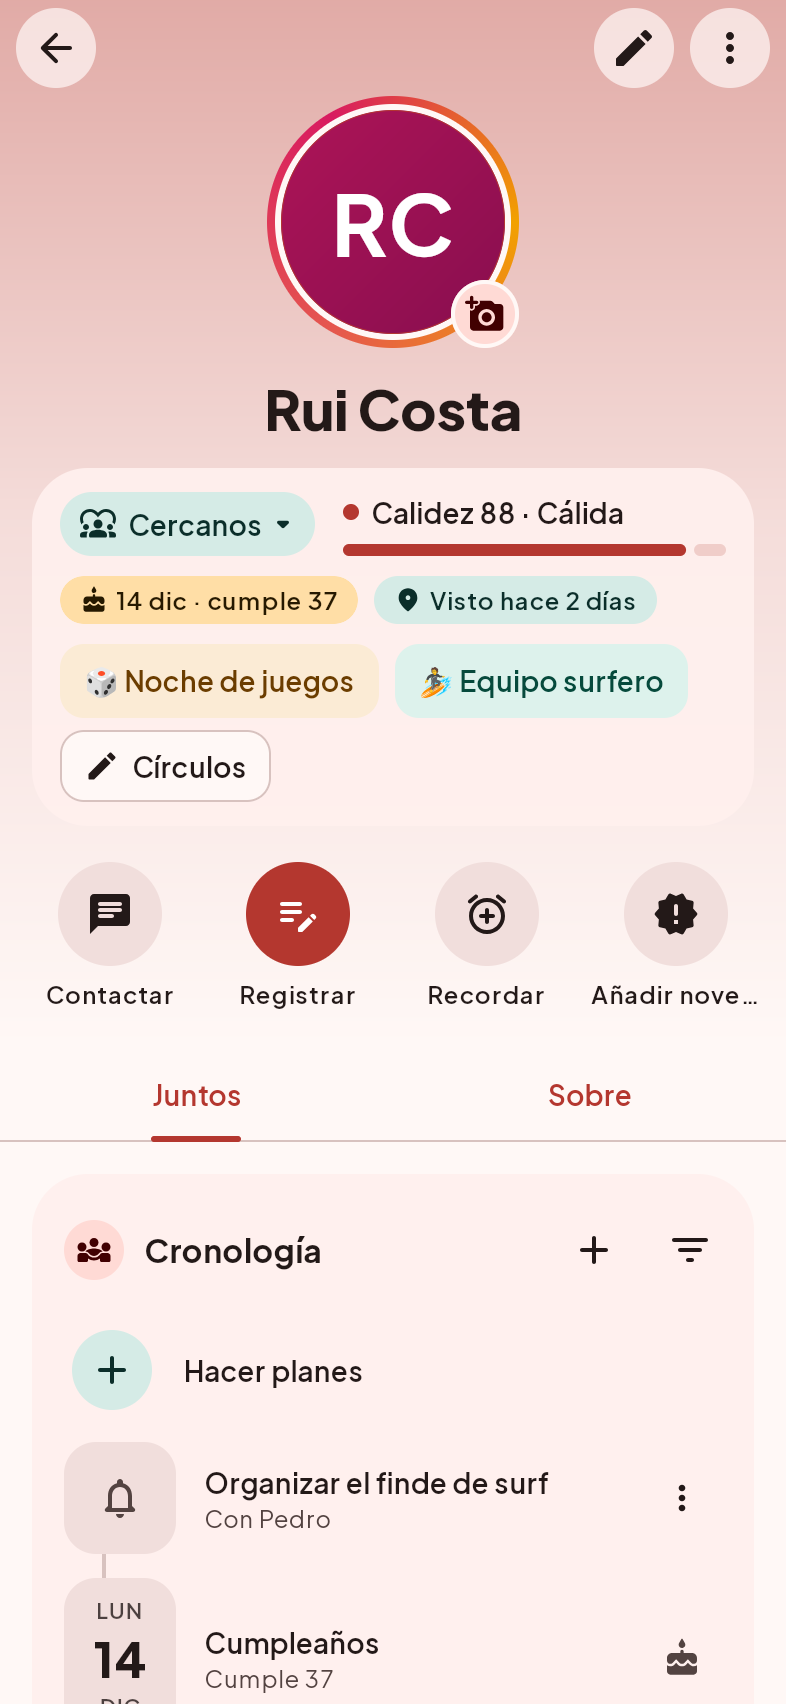 RC
Rui Costa
Cercanos
Calidez 88 · Cálida
14 dic · cumple 37
Visto hace 2 días
Noche de juegos
Equipo surfero
Círculos
Contactar
Registrar
Recordar
Añadir nove…
Juntos
Sobre
Cronología
Hacer planes
Organizar el finde de surf
Con Pedro
LUN
14
DIC
Cumpleaños
Cumple 37